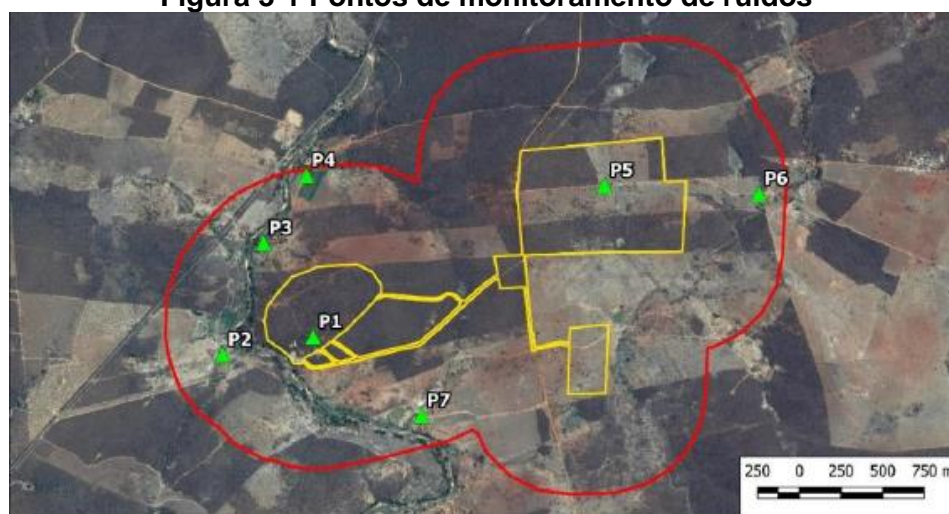 Figura 3-1 Pontos de monitoramento de ruídos
P4
P5
P6
P3
P1
P2
P7
250 0 250 500 750 m